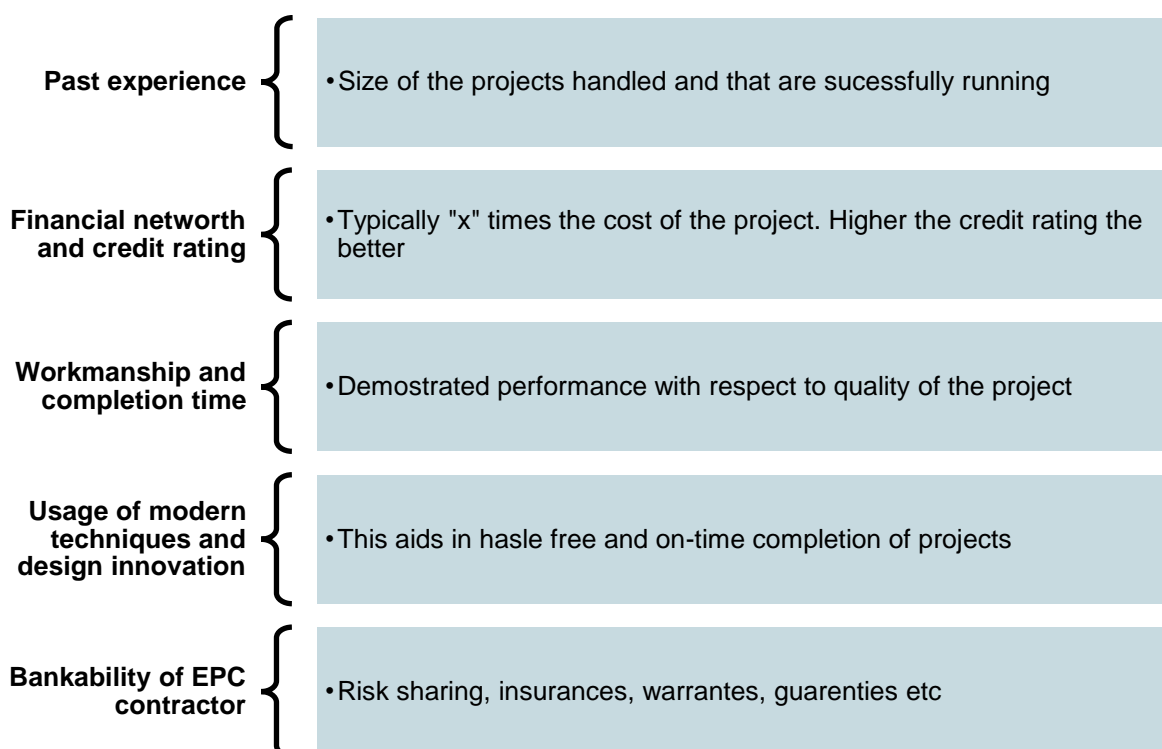 Past experience
•Size of the projects handled and that are sucessfully running
Financial networth
and credit rating
•Typically "x" times the cost of the project. Higher the credit rating the
better
Workmanship and
completion time
•Demostrated performance with respect to quality of the project
Usage of modern
techniques and
design innovation
•This aids in hasle free and on-time completion of projects
Bankability of EPC
contractor
•Risk sharing, insurances, warrantes, guarenties etc